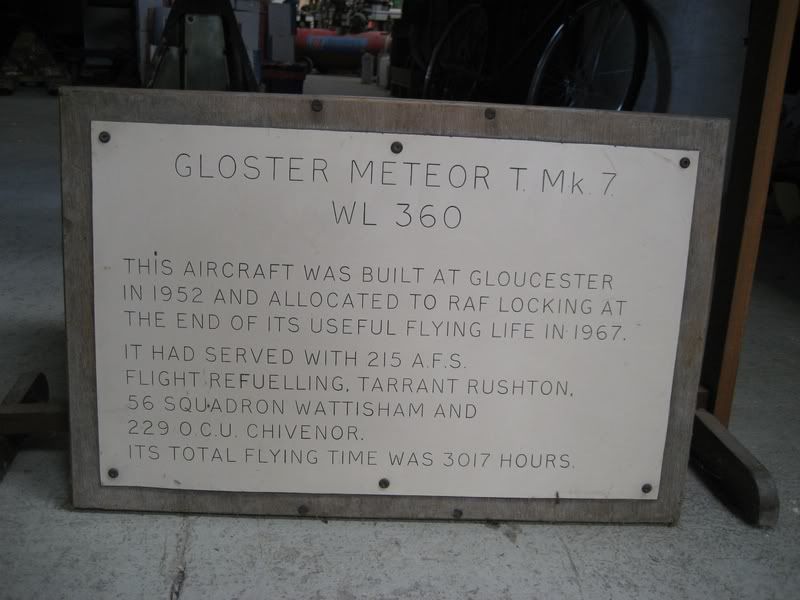 GLOSTER METEOR T. Mk. 7.
WL 360
THIS AIRCRAFT WAS BUILT AT GLOUCESTER
IN 1952 AND ALLOCATED TO RAF LOCKING AT
THE END OF ITS USEFUL FLYING LIFE IN 1967.
IT HAD SERVED WITH 215 A.F.S.
FLIGHT REFUELLING, TARRANT RUSHTON,
56 SQUADRON WATTISHAM AND
229 O.C.U. CHIVENOR.
ITS TOTAL FLYING TIME WAS 3017 HOURS.